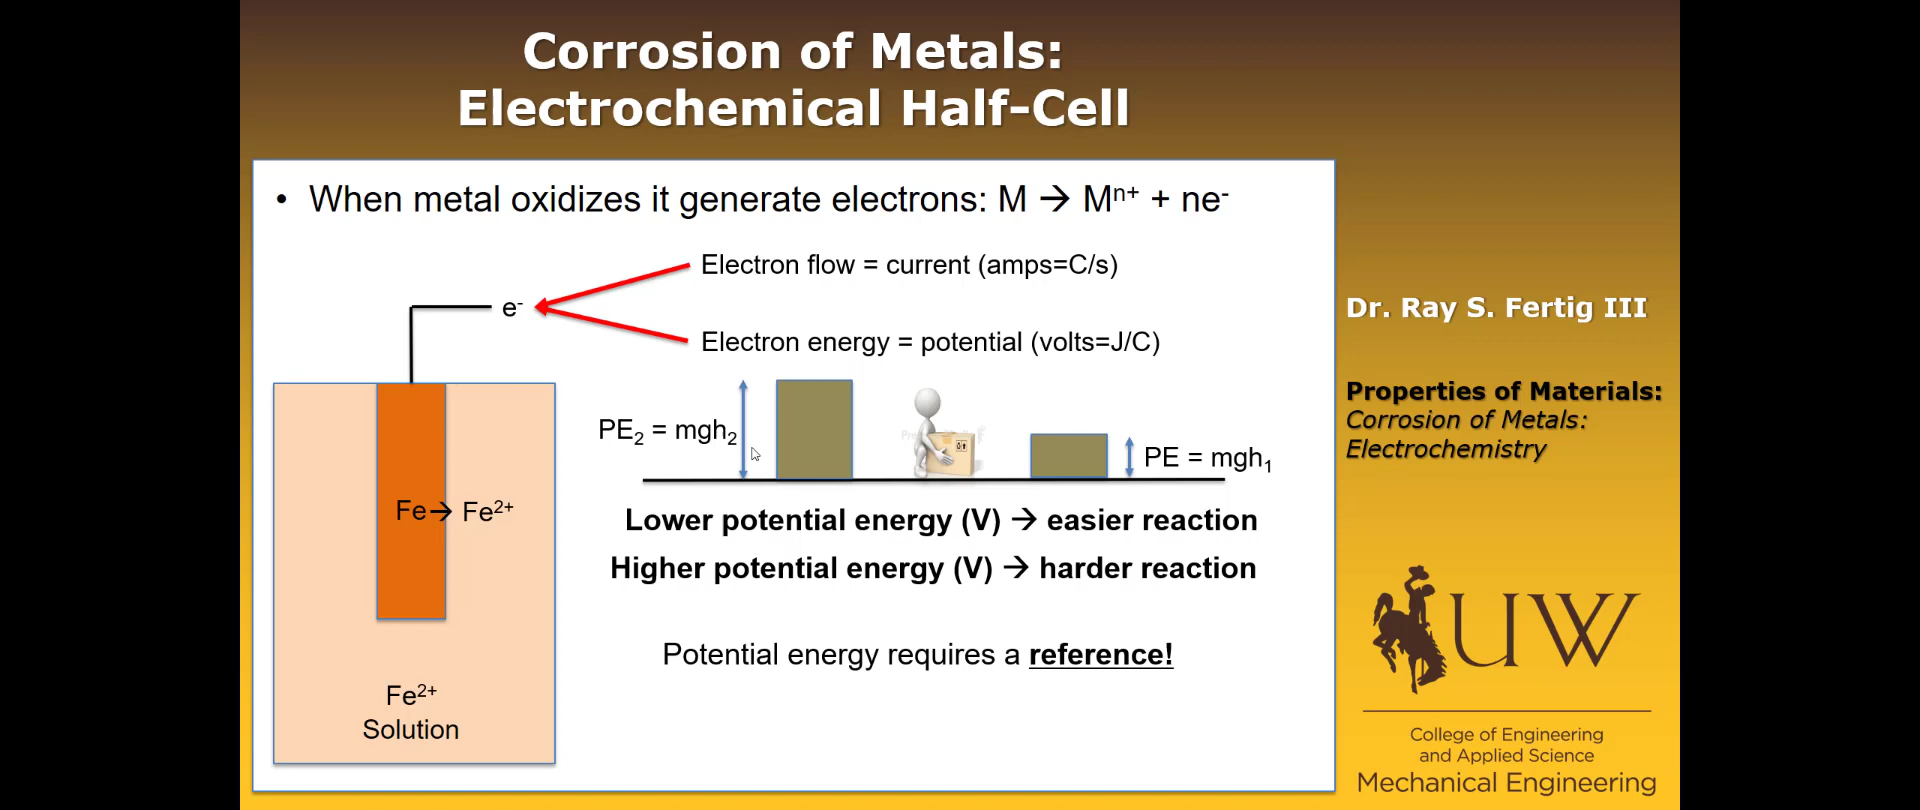 Corrosion of Metals:
Electrochemical Half-Cell
• When metal oxidizes it generate electrons: M → Mⁿ⁺ + ne⁻
Electron flow = current (amps=C/s)
e⁻
Electron energy = potential (volts=J/C)
PE₂ = mgh₂
PE = mgh₁
Fe → Fe²⁺
Lower potential energy (V) → easier reaction
Higher potential energy (V) → harder reaction
Potential energy requires a reference!
Fe²⁺
Solution
Dr. Ray S. Fertig III
Properties of Materials:
Corrosion of Metals:
Electrochemistry
UW
College of Engineering
and Applied Science
Mechanical Engineering